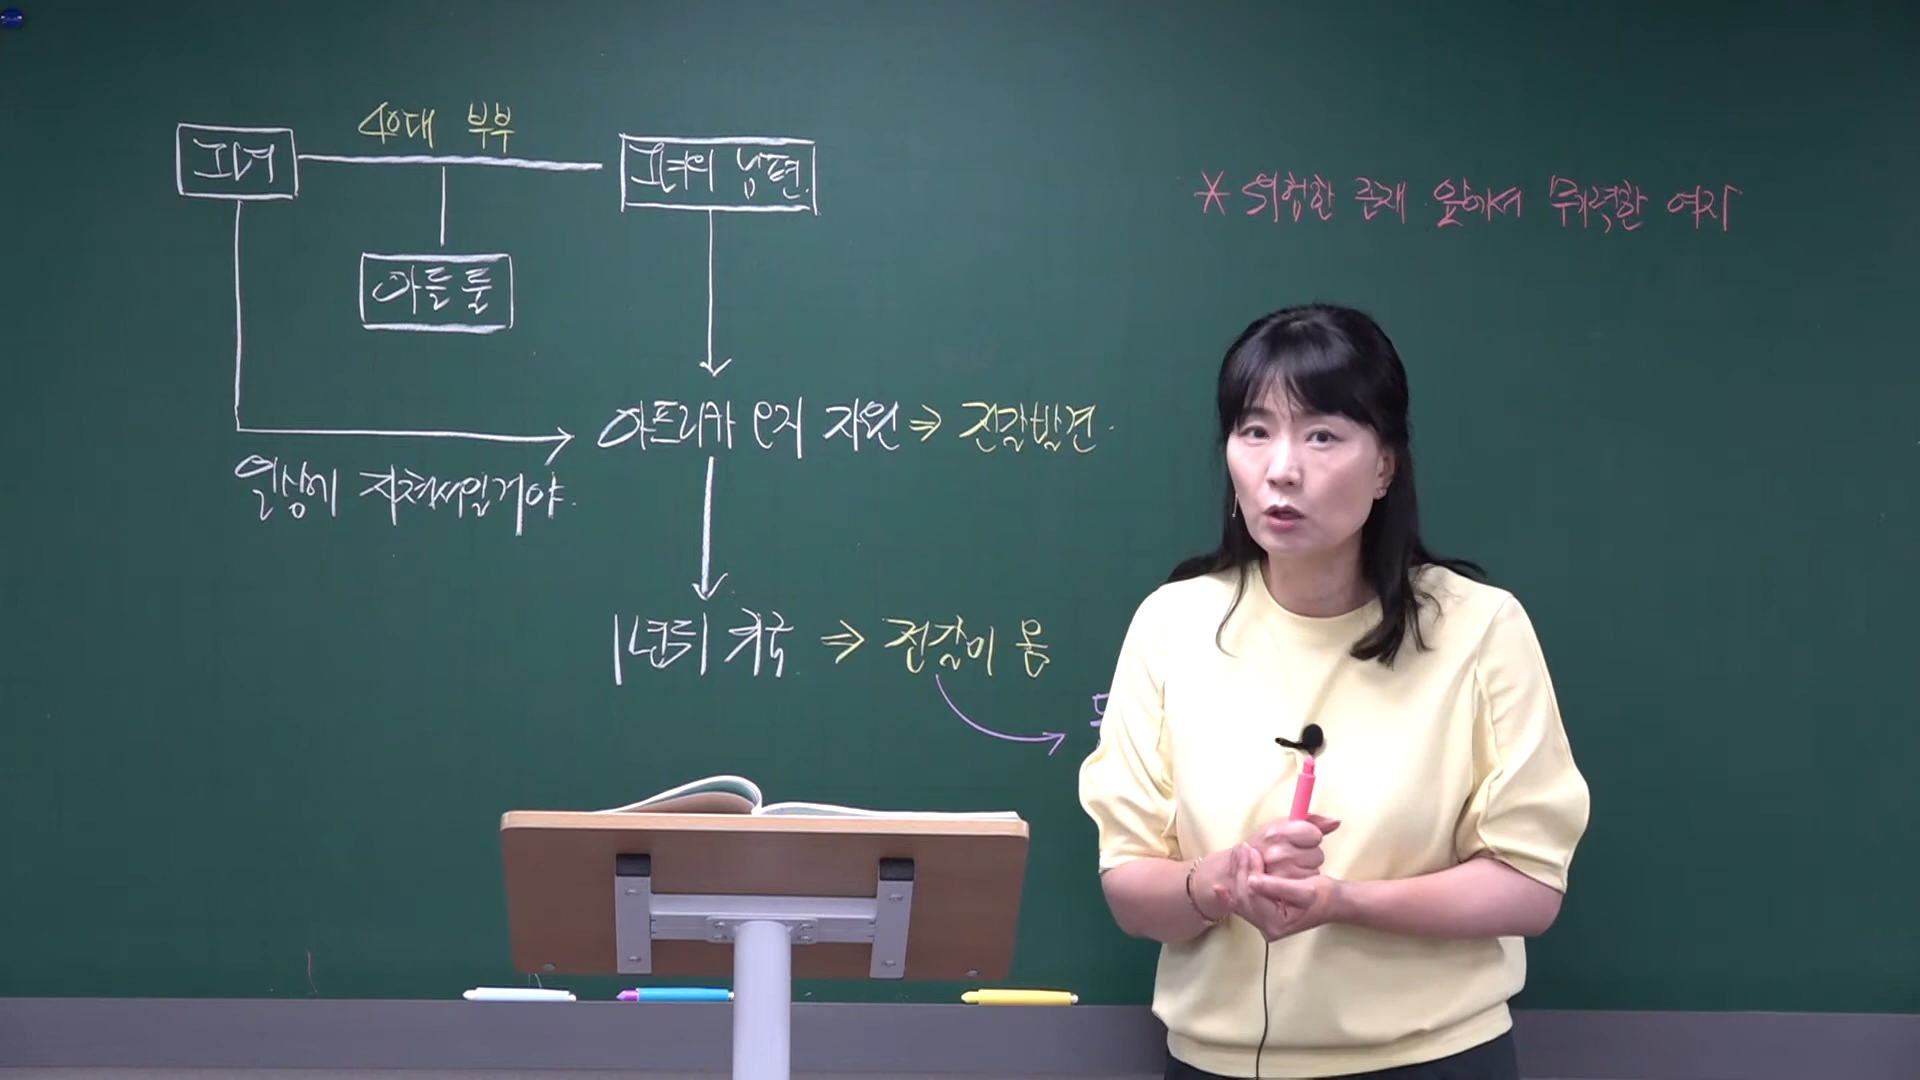 40대 부부
그녀
그녀의 남편.
* 위험한 존재 앞에서 무력한 여자
아들 둘
아프리카 오지 자원 ⇒ 전갈발견.
일상에 지쳐서일거야.
1년뒤 귀국 ⇒ 전갈이 옴